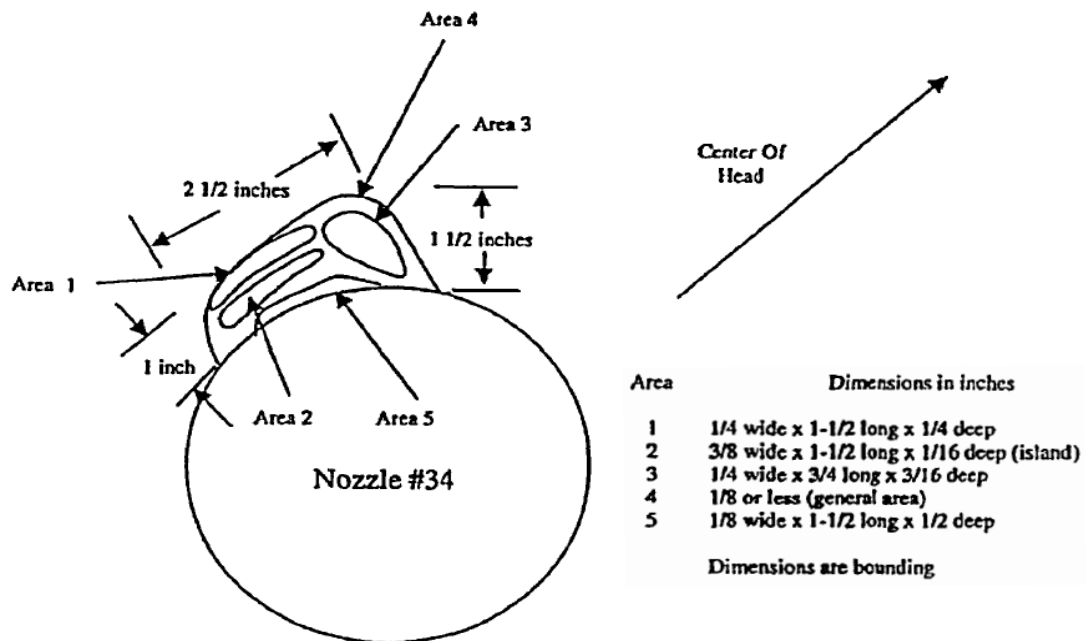 Area 4
Area 3
2 1/2 inches
Center Of
Head
1 1/2 inches
Area 1
1 inch
Area 2
Area 5
Nozzle #34
Area Dimensions in inches
1 1/4 wide x 1-1/2 long x 1/4 deep
2 3/8 wide x 1-1/2 long x 1/16 deep (island)
3 1/4 wide x 3/4 long x 3/16 deep
4 1/8 or less (general area)
5 1/8 wide x 1-1/2 long x 1/2 deep
Dimensions are bounding